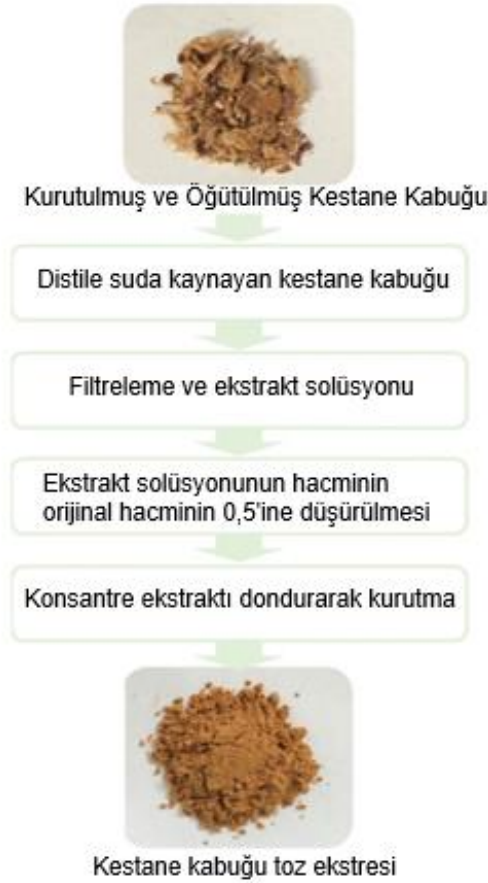 Kurutulmuş ve Öğütülmüş Kestane Kabuğu
Distile suda kaynayan kestane kabuğu
Filtreleme ve ekstrakt solüsyonu
Ekstrakt solüsyonunun hacminin
orijinal hacminin 0,5'ine düşürülmesi
Konsantre ekstraktı dondurarak kurutma
Kestane kabuğu toz ekstresi